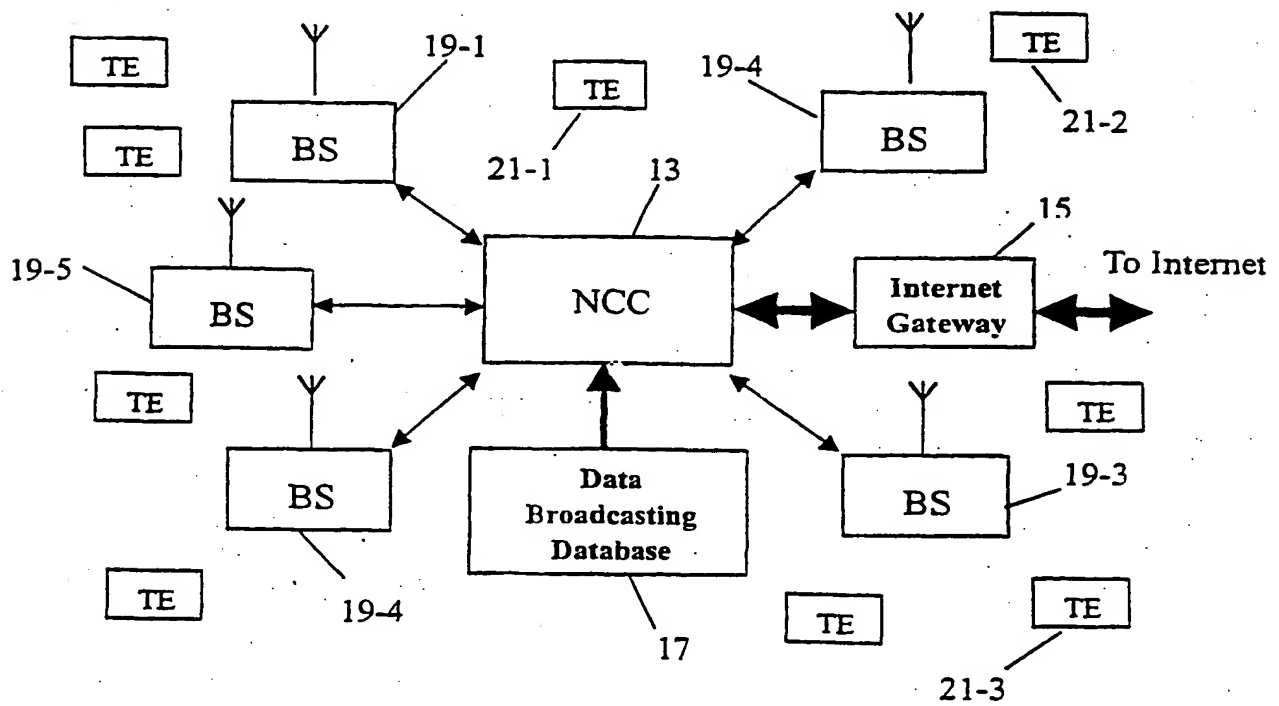 TE
19-1
TE
19-4
TE
BS
BS
TE
21-1
21-2
13
15
To Internet
19-5
BS
NCC
Internet
Gateway
TE
TE
BS
Data
Broadcasting
Database
BS
19-3
TE
19-4
17
TE
TE
21-3